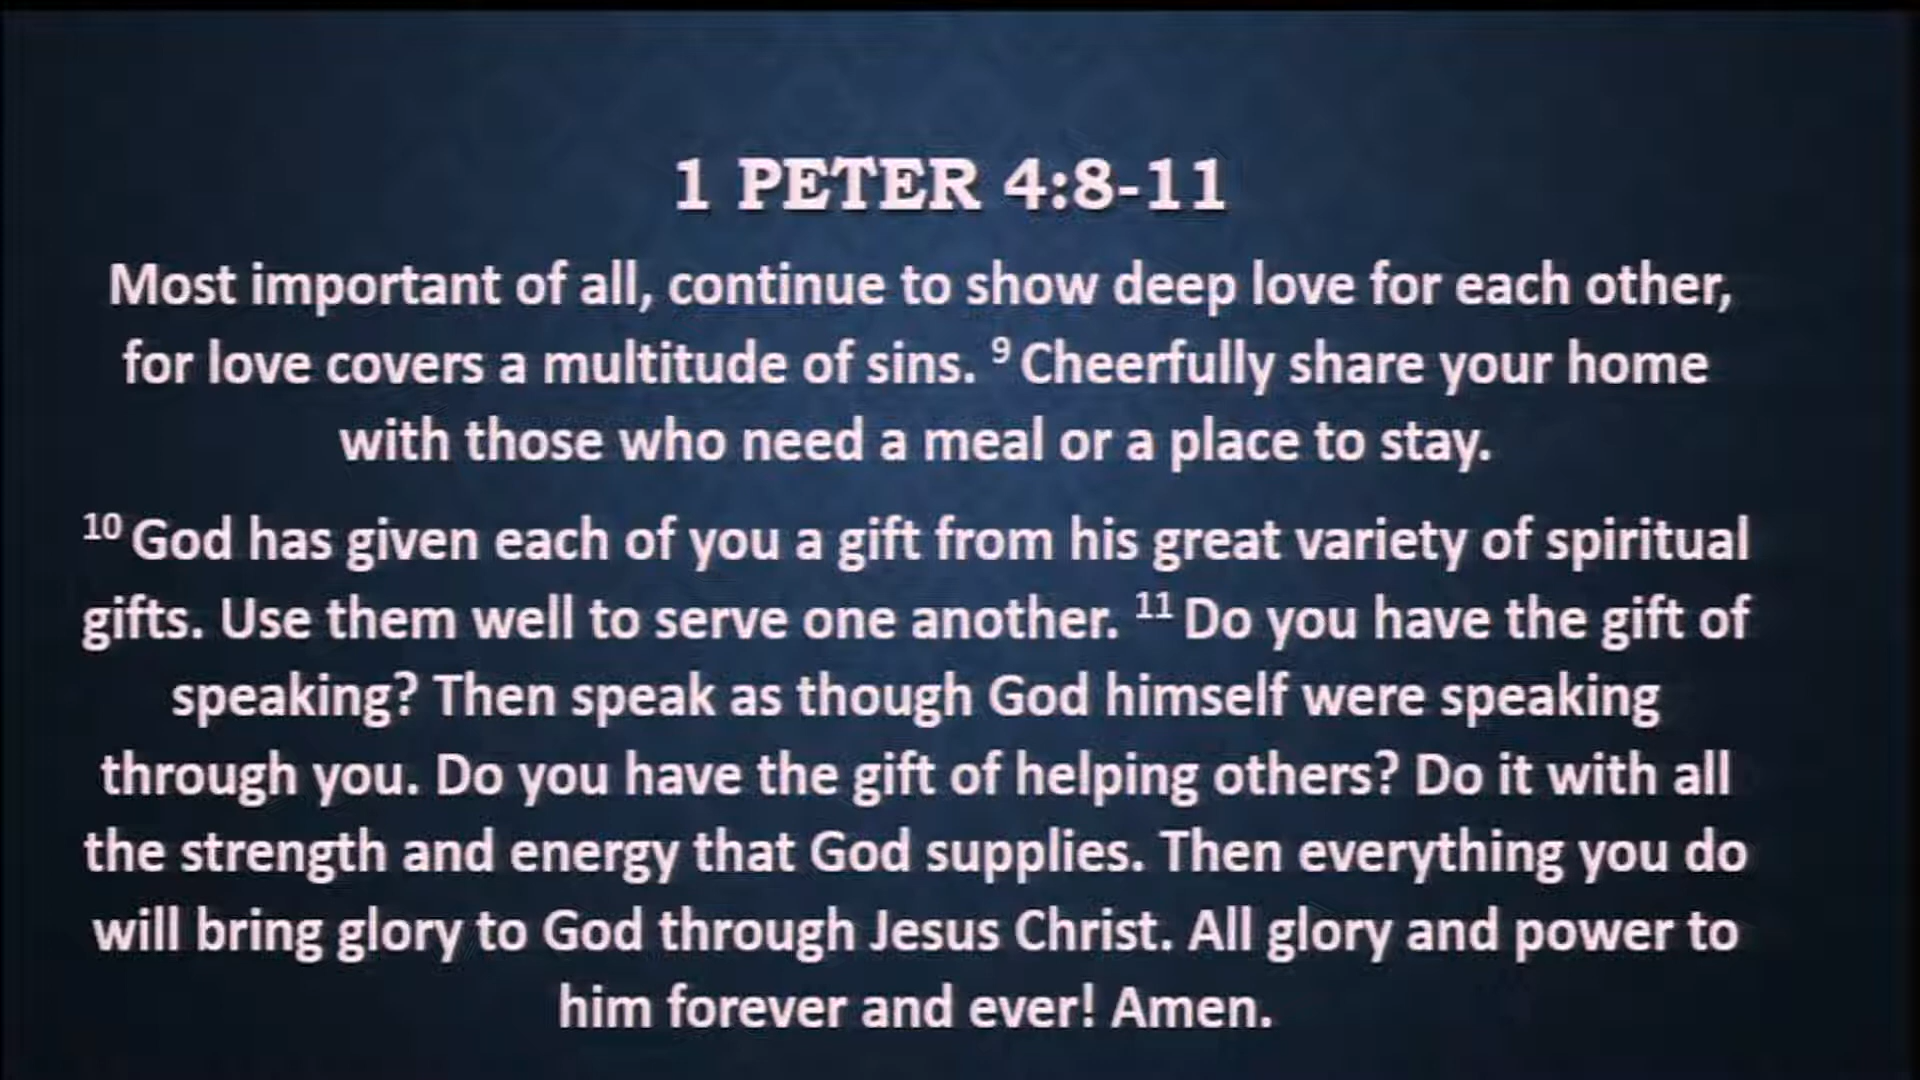 1 PETER 4:8-11
Most important of all, continue to show deep love for each other,
for love covers a multitude of sins. ⁹ Cheerfully share your home
with those who need a meal or a place to stay.
¹⁰ God has given each of you a gift from his great variety of spiritual
gifts. Use them well to serve one another. ¹¹ Do you have the gift of
speaking? Then speak as though God himself were speaking
through you. Do you have the gift of helping others? Do it with all
the strength and energy that God supplies. Then everything you do
will bring glory to God through Jesus Christ. All glory and power to
him forever and ever! Amen.